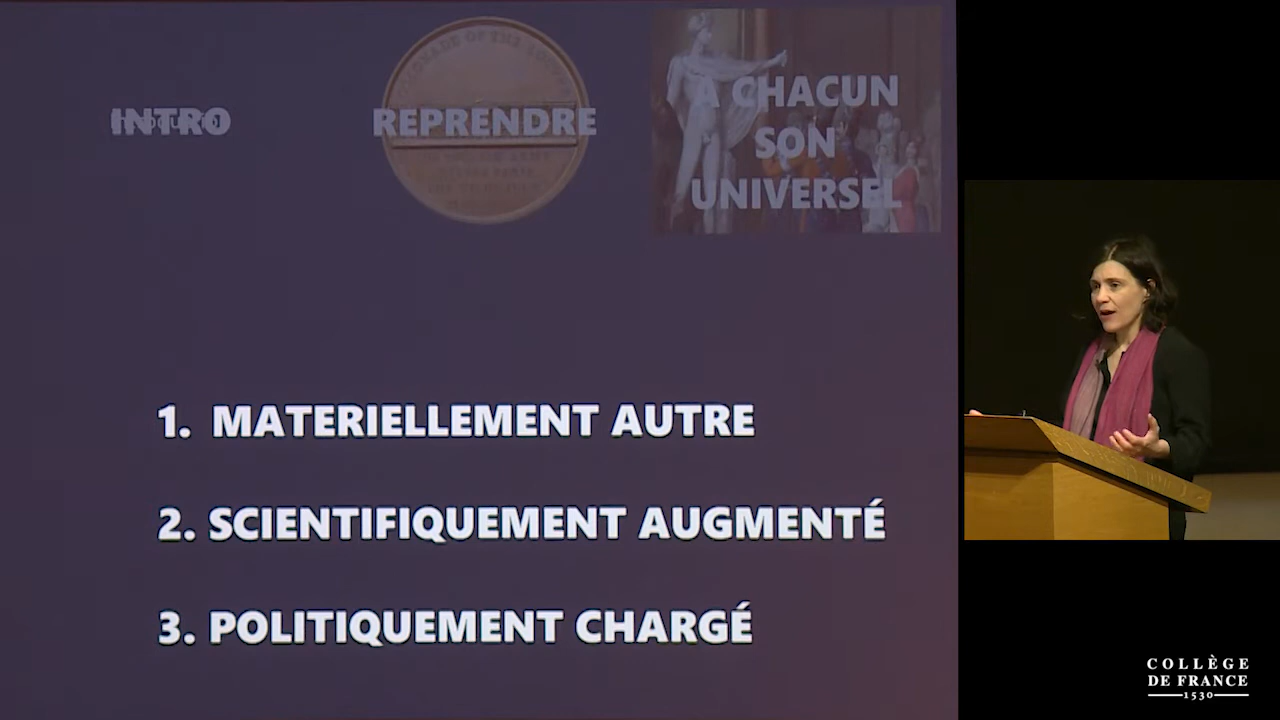 INTRO
REPRENDRE
A CHACUN
SON
UNIVERSEL
1. MATERIELLEMENT AUTRE
2. SCIENTIFIQUEMENT AUGMENTÉ
3. POLITIQUEMENT CHARGÉ
COLLÈGE
DE FRANCE
1530